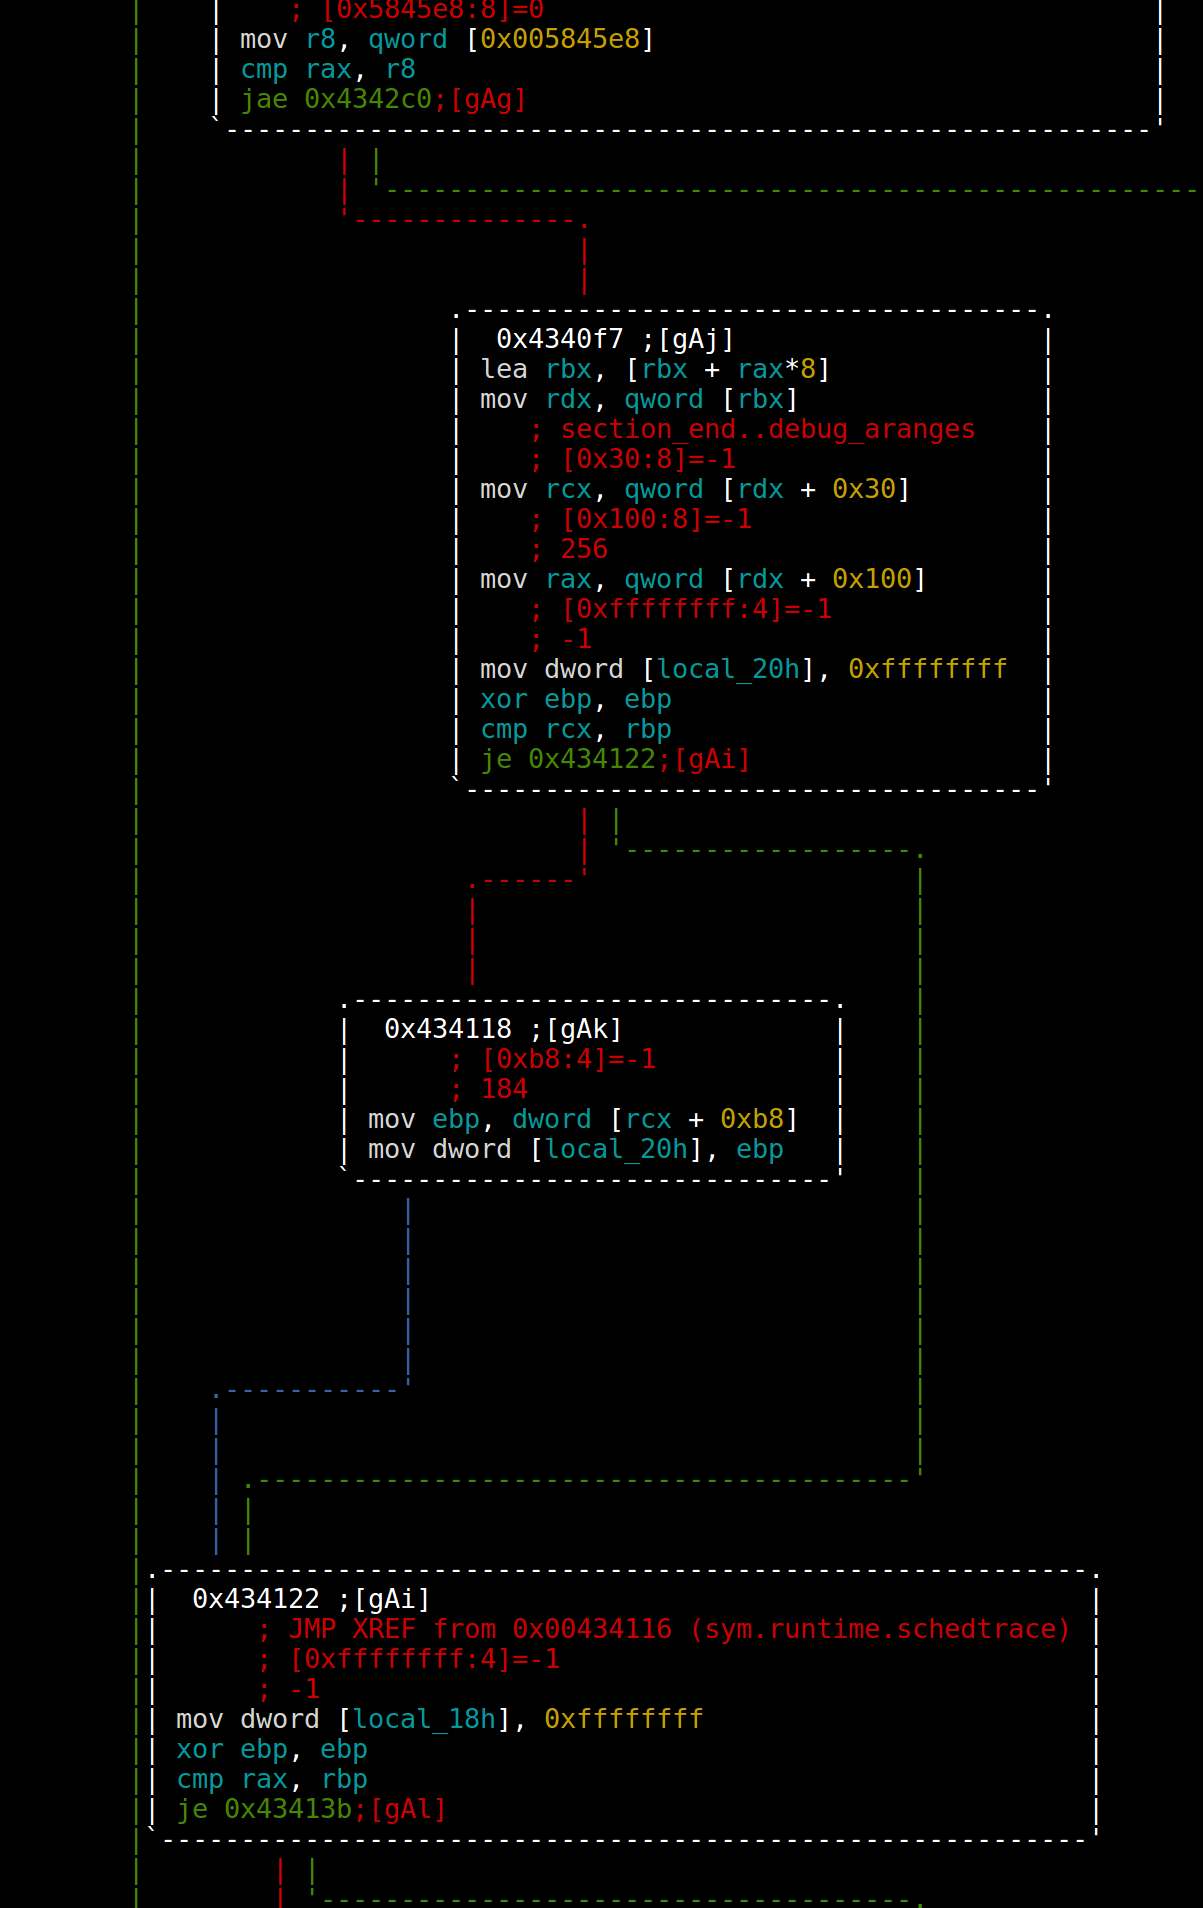 ; [0x5845e8:8]=0
mov r8, qword [0x005845e8]
cmp rax, r8
jae 0x4342c0;[gAg]
0x4340f7 ;[gAj]
lea rbx, [rbx + rax*8]
mov rdx, qword [rbx]
; section_end..debug_aranges
; [0x30:8]=-1
mov rcx, qword [rdx + 0x30]
; [0x100:8]=-1
; 256
mov rax, qword [rdx + 0x100]
; [0xffffffff:4]=-1
; -1
mov dword [local_20h], 0xffffffff
xor ebp, ebp
cmp rcx, rbp
je 0x434122;[gAi]
0x434118 ;[gAk]
; [0xb8:4]=-1
; 184
mov ebp, dword [rcx + 0xb8]
mov dword [local_20h], ebp
0x434122 ;[gAi]
; JMP XREF from 0x00434116 (sym.runtime.schedtrace)
; [0xffffffff:4]=-1
; -1
mov dword [local_18h], 0xffffffff
xor ebp, ebp
cmp rax, rbp
je 0x43413b;[gAl]